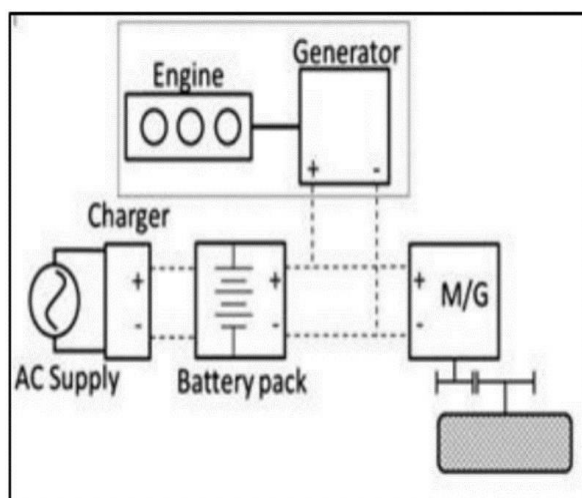 Generator
Engine
+ -
Charger
+ + +
M/G
- - -
AC Supply
Battery pack